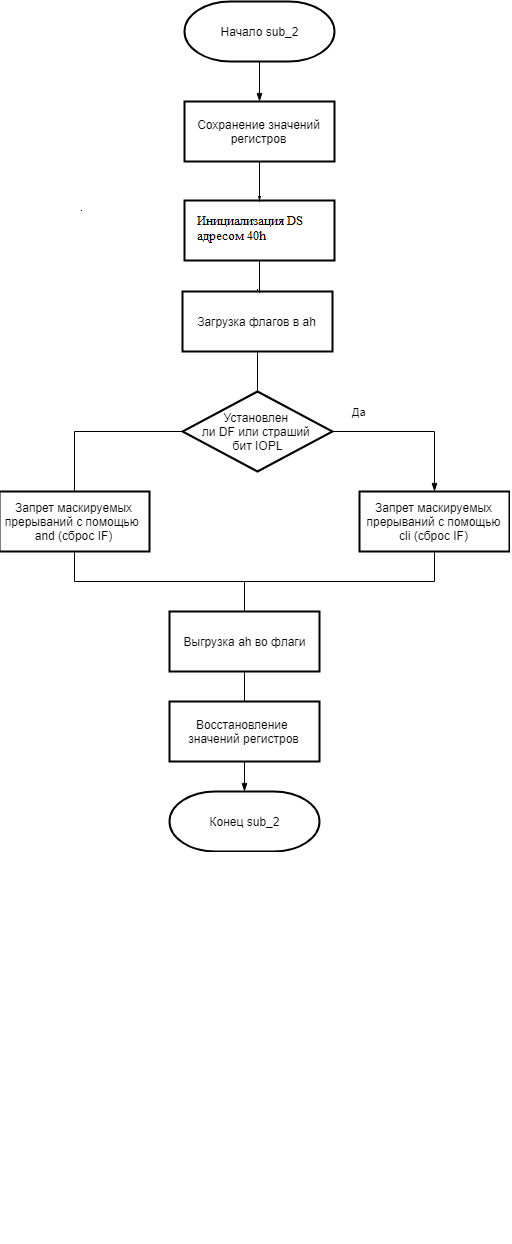 Начало sub_2
Сохранение значений
регистров
Инициализация DS
адресом 40h
Загрузка флагов в ah
Установлен
ли DF или страший
бит IOPL
Да
Запрет маскируемых
прерываний с помощью
and (сброс IF)
Запрет маскируемых
прерываний с помощью
cli (сброс IF)
Выгрузка ah во флаги
Восстановление
значений регистров
Конец sub_2